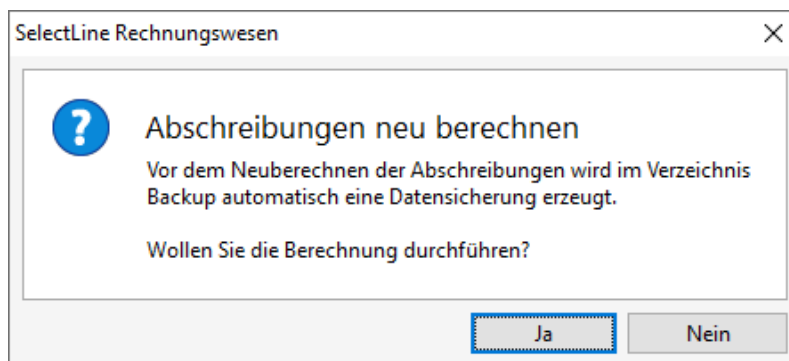 SelectLine Rechnungswesen
?
Abschreibungen neu berechnen
Vor dem Neuberechnen der Abschreibungen wird im Verzeichnis
Backup automatisch eine Datensicherung erzeugt.
Wollen Sie die Berechnung durchführen?
Ja
Nein